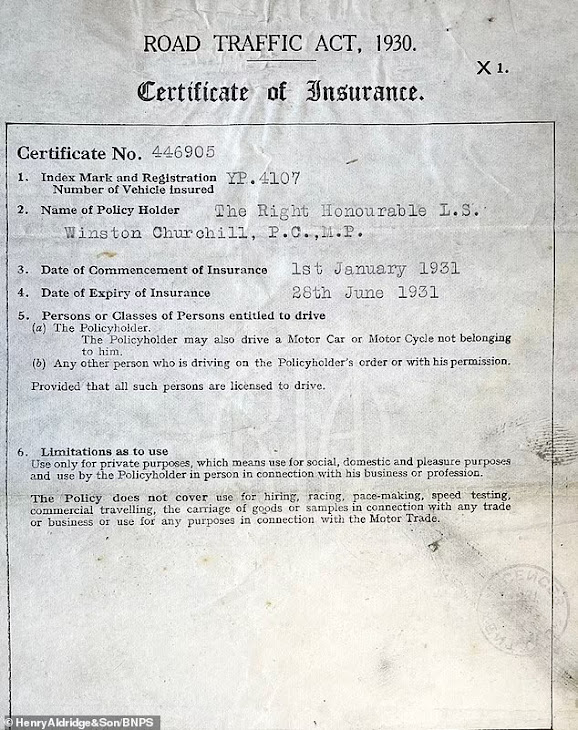 ROAD TRAFFIC ACT, 1930.
X 1.
Certificate of Insurance.
Certificate No. 446905
1. Index Mark and Registration Number of Vehicle insured YP.4107
2. Name of Policy Holder The Right Honourable L.S.
Winston Churchill, P.C.,M.P.
3. Date of Commencement of Insurance 1st January 1931
4. Date of Expiry of Insurance 28th June 1931
5. Persons or Classes of Persons entitled to drive
(a) The Policyholder.
The Policyholder may also drive a Motor Car or Motor Cycle not belonging
to him.
(b) Any other person who is driving on the Policyholder's order or with his permission.
Provided that all such persons are licensed to drive.
6. Limitations as to use
Use only for private purposes, which means use for social, domestic and pleasure purposes
and use by the Policyholder in person in connection with his business or profession.
The Policy does not cover use for hiring, racing, pace-making, speed testing,
commercial travelling, the carriage of goods or samples in connection with any trade
or business or use for any purposes in connection with the Motor Trade.
© HenryAldridge&Son/BNPS